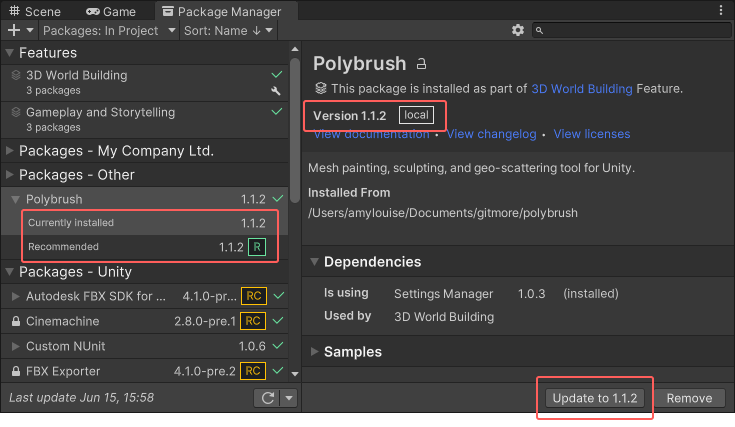 Scene Game Package Manager
Packages: In Project Sort: Name
Features
3D World Building
3 packages
Gameplay and Storytelling
3 packages
Packages - My Company Ltd.
Packages - Other
Polybrush 1.1.2
Currently installed 1.1.2
Recommended 1.1.2 R
Packages - Unity
Autodesk FBX SDK for ... 4.1.0-pr... RC
Cinemachine 2.8.0-pre.1 RC
Custom NUnit 1.0.6
FBX Exporter 4.1.0-pre.2 RC
Last update Jun 15, 15:58
Polybrush
This package is installed as part of 3D World Building Feature.
Version 1.1.2 local
View documentation • View changelog • View licenses
Mesh painting, sculpting, and geo-scattering tool for Unity.
Installed From
/Users/amylouise/Documents/gitmore/polybrush
Dependencies
Is using Settings Manager 1.0.3 (installed)
Used by 3D World Building
Samples
Update to 1.1.2 Remove